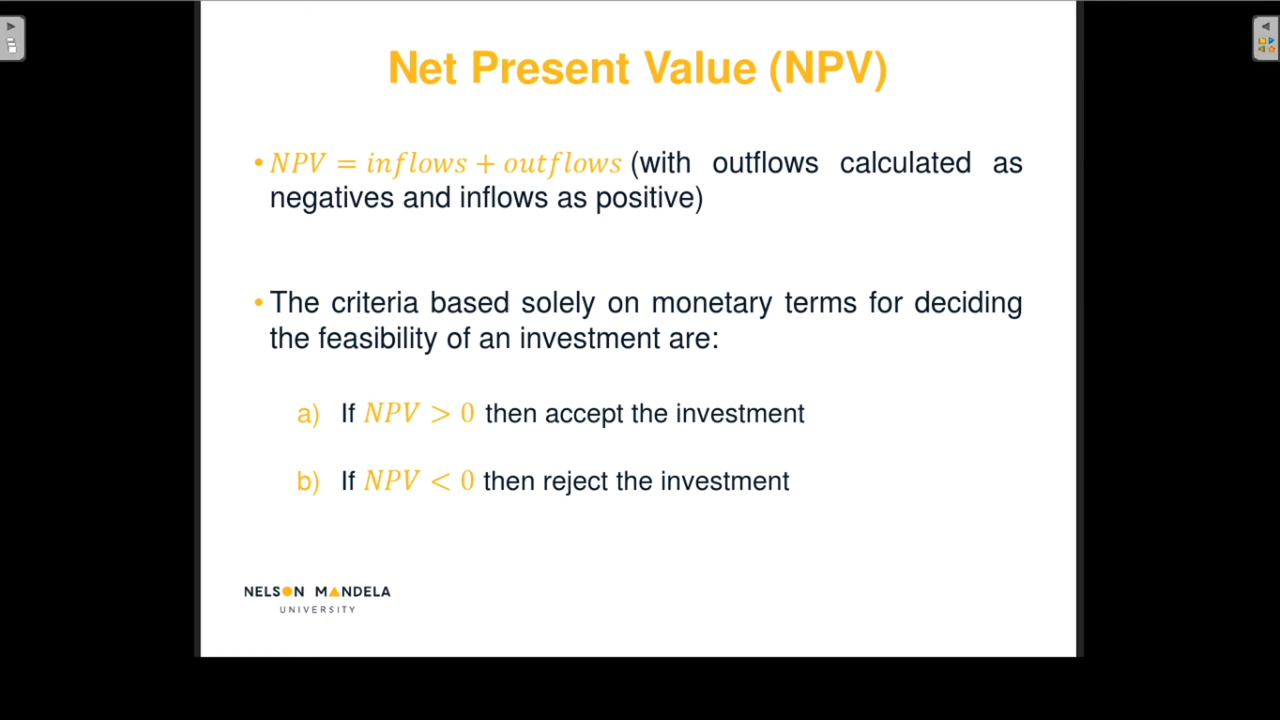 Net Present Value (NPV)
• NPV = inflows + outflows (with outflows calculated as
negatives and inflows as positive)
• The criteria based solely on monetary terms for deciding
the feasibility of an investment are:
a) If NPV > 0 then accept the investment
b) If NPV < 0 then reject the investment
NELSON MANDELA
UNIVERSITY